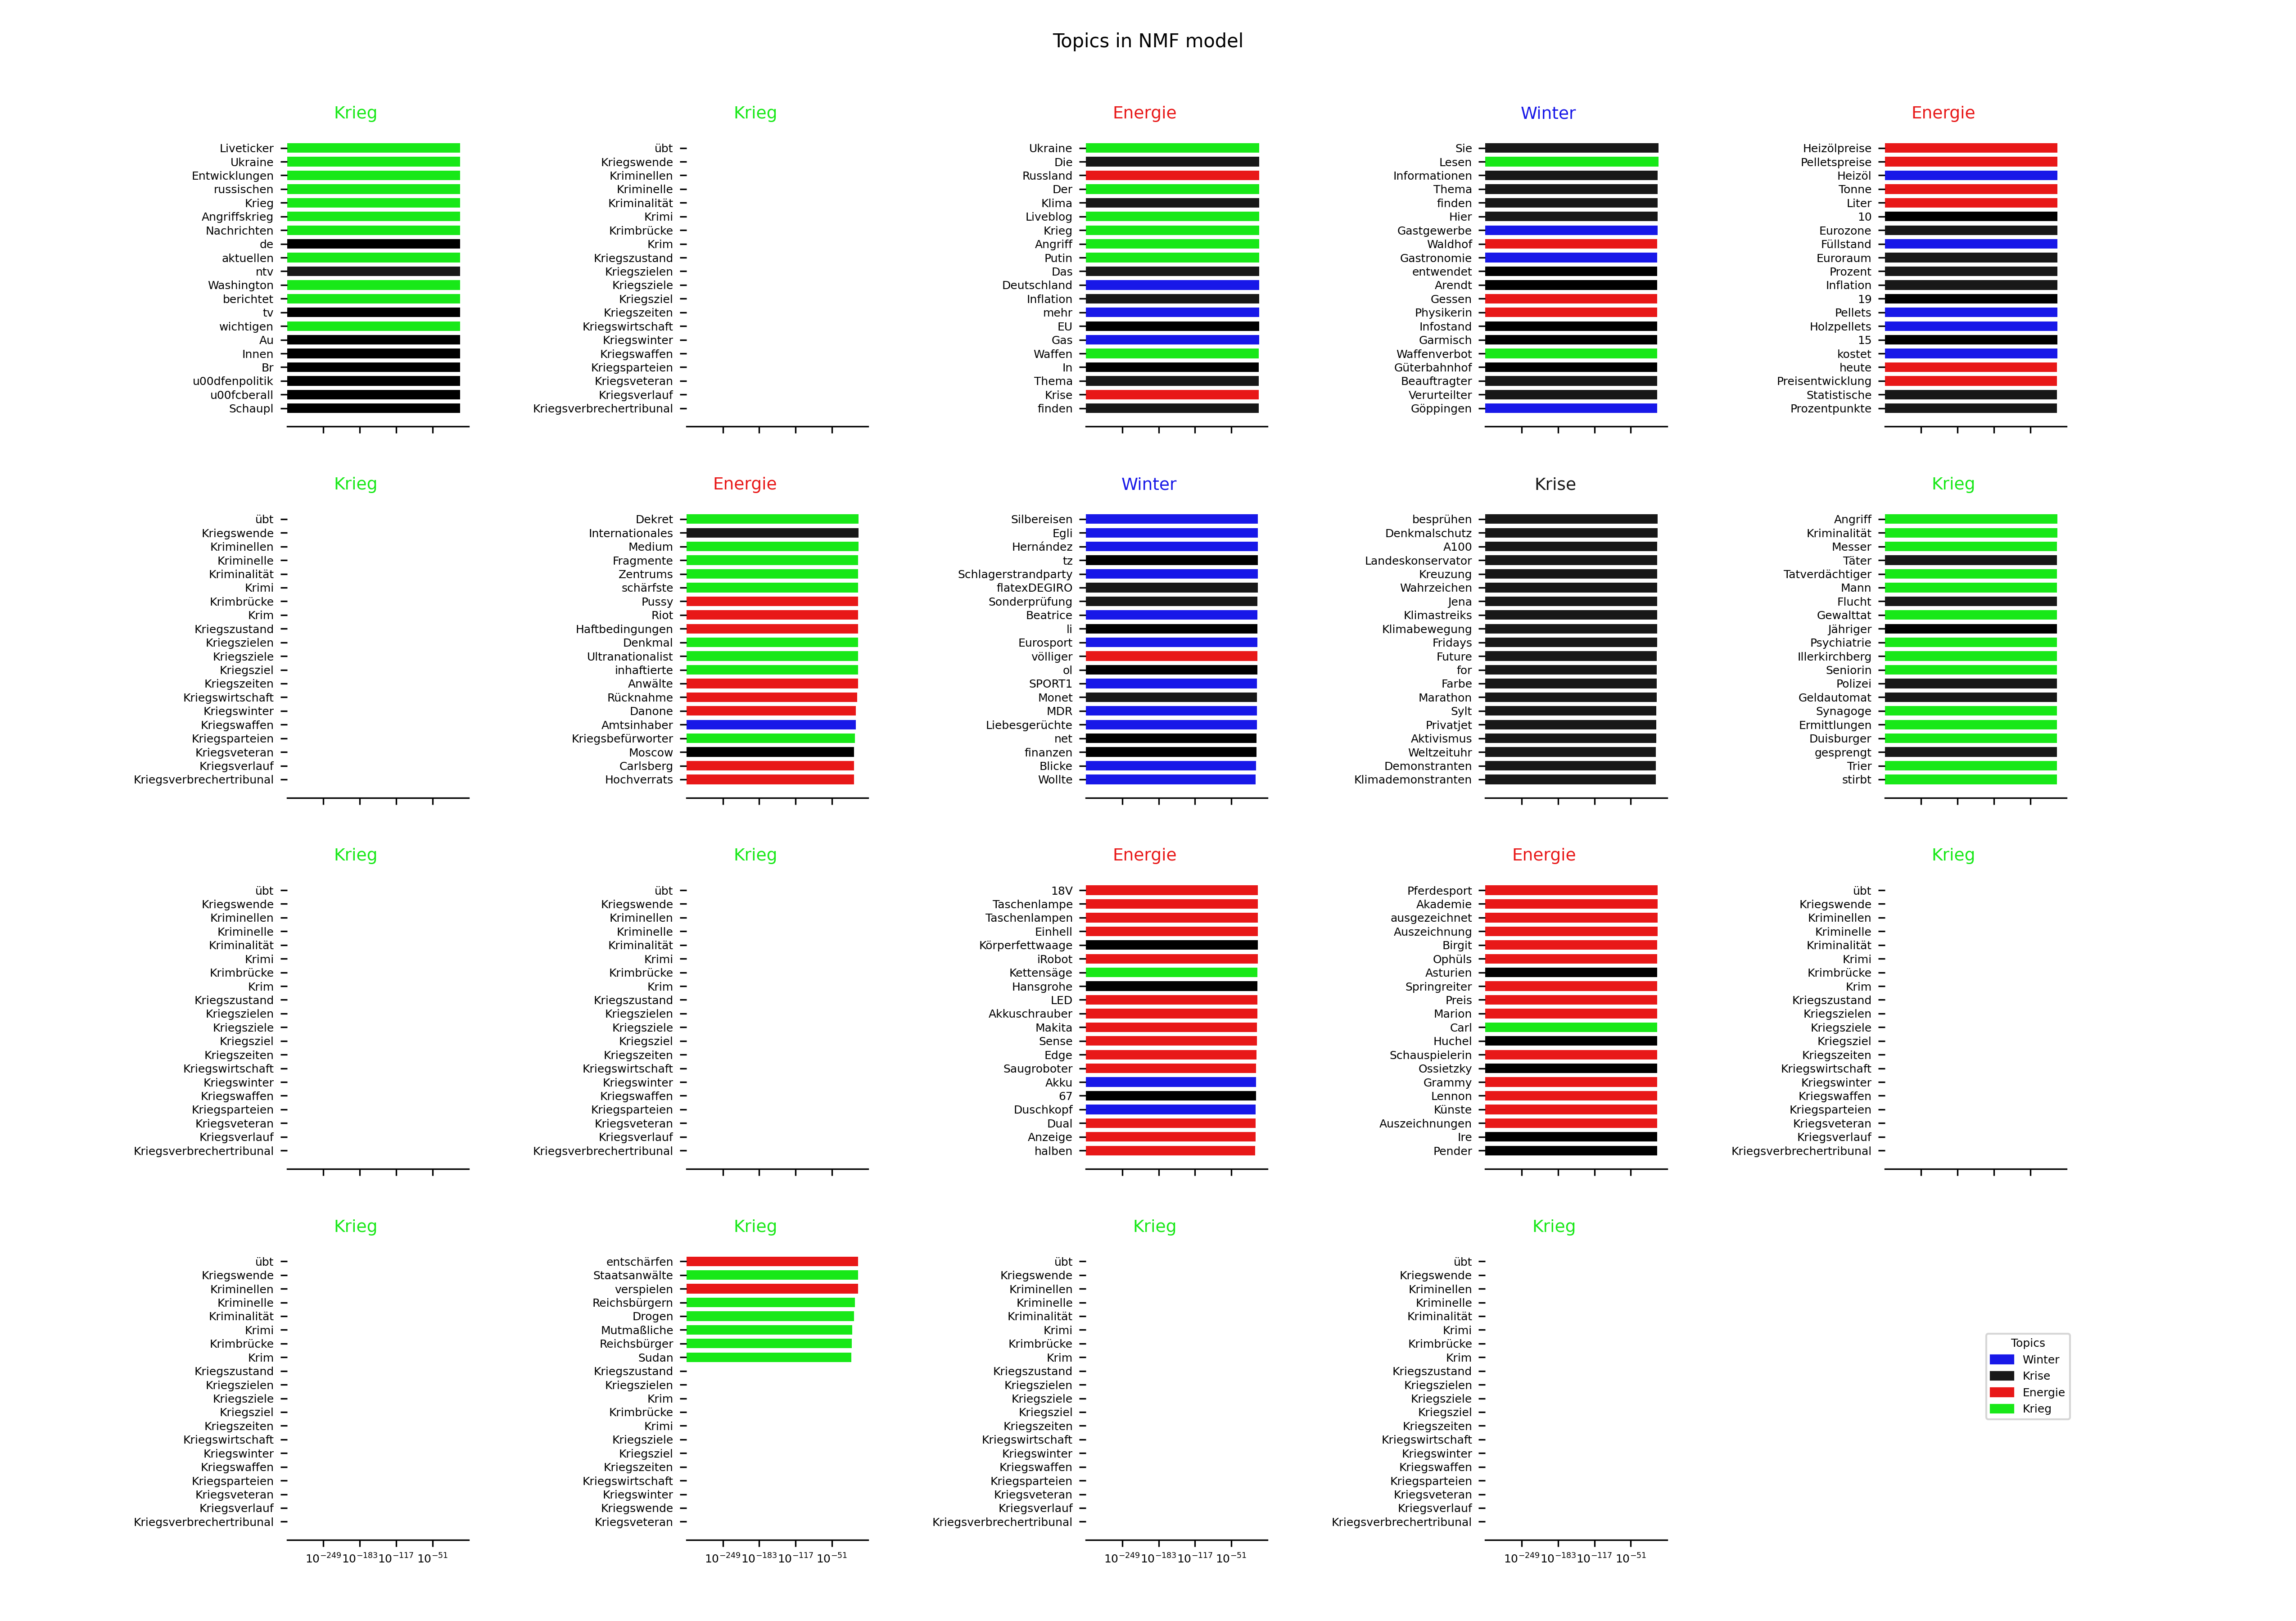 Topics in NMF model
Krieg
Liveticker
Ukraine
Entwicklungen
russischen
Krieg
Angriffskrieg
Nachrichten
de
aktuellen
ntv
Washington
berichtet
tv
wichtigen
Au
Innen
Br
u00dfenpolitik
u00fcberall
Schaupl
Krieg
übt
Kriegswende
Kriminellen
Kriminelle
Kriminalität
Krimi
Krimbrücke
Krim
Kriegszustand
Kriegszielen
Kriegsziele
Kriegsziel
Kriegszeiten
Kriegswirtschaft
Kriegswinter
Kriegswaffen
Kriegsparteien
Kriegsveteran
Kriegsverlauf
Kriegsverbrechertribunal
Energie
Ukraine
Die
Russland
Der
Klima
Liveblog
Krieg
Angriff
Putin
Das
Deutschland
Inflation
mehr
EU
Gas
Waffen
In
Thema
Krise
finden
Winter
Sie
Lesen
Informationen
Thema
finden
Hier
Gastgewerbe
Waldhof
Gastronomie
entwendet
Arendt
Gessen
Physikerin
Infostand
Garmisch
Waffenverbot
Güterbahnhof
Beauftragter
Verurteilter
Göppingen
Energie
Heizölpreise
Pelletspreise
Heizöl
Tonne
Liter
10
Eurozone
Füllstand
Euroraum
Prozent
Inflation
19
Pellets
Holzpellets
15
kostet
heute
Preisentwicklung
Statistische
Prozentpunkte
Krieg
übt
Kriegswende
Kriminellen
Kriminelle
Kriminalität
Krimi
Krimbrücke
Krim
Kriegszustand
Kriegszielen
Kriegsziele
Kriegsziel
Kriegszeiten
Kriegswirtschaft
Kriegswinter
Kriegswaffen
Kriegsparteien
Kriegsveteran
Kriegsverlauf
Kriegsverbrechertribunal
Energie
Dekret
Internationales
Medium
Fragmente
Zentrums
schärfste
Pussy
Riot
Haftbedingungen
Denkmal
Ultranationalist
inhaftierte
Anwälte
Rücknahme
Danone
Amtsinhaber
Kriegsbefürworter
Moscow
Carlsberg
Hochverrats
Winter
Silbereisen
Egli
Hernández
tz
Schlagerstrandparty
flatexDEGIRO
Sonderprüfung
Beatrice
li
Eurosport
völliger
ol
SPORT1
Monet
MDR
Liebesgerüchte
net
finanzen
Blicke
Wollte
Krise
besprühen
Denkmalschutz
A100
Landeskonservator
Kreuzung
Wahrzeichen
Jena
Klimastreiks
Klimabewegung
Fridays
Future
for
Farbe
Marathon
Sylt
Privatjet
Aktivismus
Weltzeituhr
Demonstranten
Klimademonstranten
Krieg
Angriff
Kriminalität
Messer
Täter
Tatverdächtiger
Mann
Flucht
Gewalttat
Jähriger
Psychiatrie
Illerkirchberg
Seniorin
Polizei
Geldautomat
Synagoge
Ermittlungen
Duisburger
gesprengt
Trier
stirbt
Krieg
übt
Kriegswende
Kriminellen
Kriminelle
Kriminalität
Krimi
Krimbrücke
Krim
Kriegszustand
Kriegszielen
Kriegsziele
Kriegsziel
Kriegszeiten
Kriegswirtschaft
Kriegswinter
Kriegswaffen
Kriegsparteien
Kriegsveteran
Kriegsverlauf
Kriegsverbrechertribunal
Krieg
übt
Kriegswende
Kriminellen
Kriminelle
Kriminalität
Krimi
Krimbrücke
Krim
Kriegszustand
Kriegszielen
Kriegsziele
Kriegsziel
Kriegszeiten
Kriegswirtschaft
Kriegswinter
Kriegswaffen
Kriegsparteien
Kriegsveteran
Kriegsverlauf
Kriegsverbrechertribunal
Energie
18V
Taschenlampe
Taschenlampen
Einhell
Körperfettwaage
iRobot
Kettensäge
Hansgrohe
LED
Akkuschrauber
Makita
Sense
Edge
Saugroboter
Akku
67
Duschkopf
Dual
Anzeige
halben
Energie
Pferdesport
Akademie
ausgezeichnet
Auszeichnung
Birgit
Ophüls
Asturien
Springreiter
Preis
Marion
Carl
Huchel
Schauspielerin
Ossietzky
Grammy
Lennon
Künste
Auszeichnungen
Ire
Pender
Krieg
übt
Kriegswende
Kriminellen
Kriminelle
Kriminalität
Krimi
Krimbrücke
Krim
Kriegszustand
Kriegszielen
Kriegsziele
Kriegsziel
Kriegszeiten
Kriegswirtschaft
Kriegswinter
Kriegswaffen
Kriegsparteien
Kriegsveteran
Kriegsverlauf
Kriegsverbrechertribunal
Krieg
übt
Kriegswende
Kriminellen
Kriminelle
Kriminalität
Krimi
Krimbrücke
Krim
Kriegszustand
Kriegszielen
Kriegsziele
Kriegsziel
Kriegszeiten
Kriegswirtschaft
Kriegswinter
Kriegswaffen
Kriegsparteien
Kriegsveteran
Kriegsverlauf
Kriegsverbrechertribunal
10⁻²⁴⁹ 10⁻¹⁸³ 10⁻¹¹⁷ 10⁻⁵¹
Krieg
entschärfen
Staatsanwälte
verspielen
Reichsbürgern
Drogen
Mutmaßliche
Reichsbürger
Sudan
Kriegszustand
Kriegszielen
Krim
Krimbrücke
Krimi
Kriegsziele
Kriegsziel
Kriegszeiten
Kriegswirtschaft
Kriegswinter
Kriegswende
Kriegsveteran
10⁻²⁴⁹ 10⁻¹⁸³ 10⁻¹¹⁷ 10⁻⁵¹
Krieg
übt
Kriegswende
Kriminellen
Kriminelle
Kriminalität
Krimi
Krimbrücke
Krim
Kriegszustand
Kriegszielen
Kriegsziele
Kriegsziel
Kriegszeiten
Kriegswirtschaft
Kriegswinter
Kriegswaffen
Kriegsparteien
Kriegsveteran
Kriegsverlauf
Kriegsverbrechertribunal
10⁻²⁴⁹ 10⁻¹⁸³ 10⁻¹¹⁷ 10⁻⁵¹
Krieg
übt
Kriegswende
Kriminellen
Kriminelle
Kriminalität
Krimi
Krimbrücke
Krim
Kriegszustand
Kriegszielen
Kriegsziele
Kriegsziel
Kriegszeiten
Kriegswirtschaft
Kriegswinter
Kriegswaffen
Kriegsparteien
Kriegsveteran
Kriegsverlauf
Kriegsverbrechertribunal
10⁻²⁴⁹ 10⁻¹⁸³ 10⁻¹¹⁷ 10⁻⁵¹
Topics
Winter
Krise
Energie
Krieg